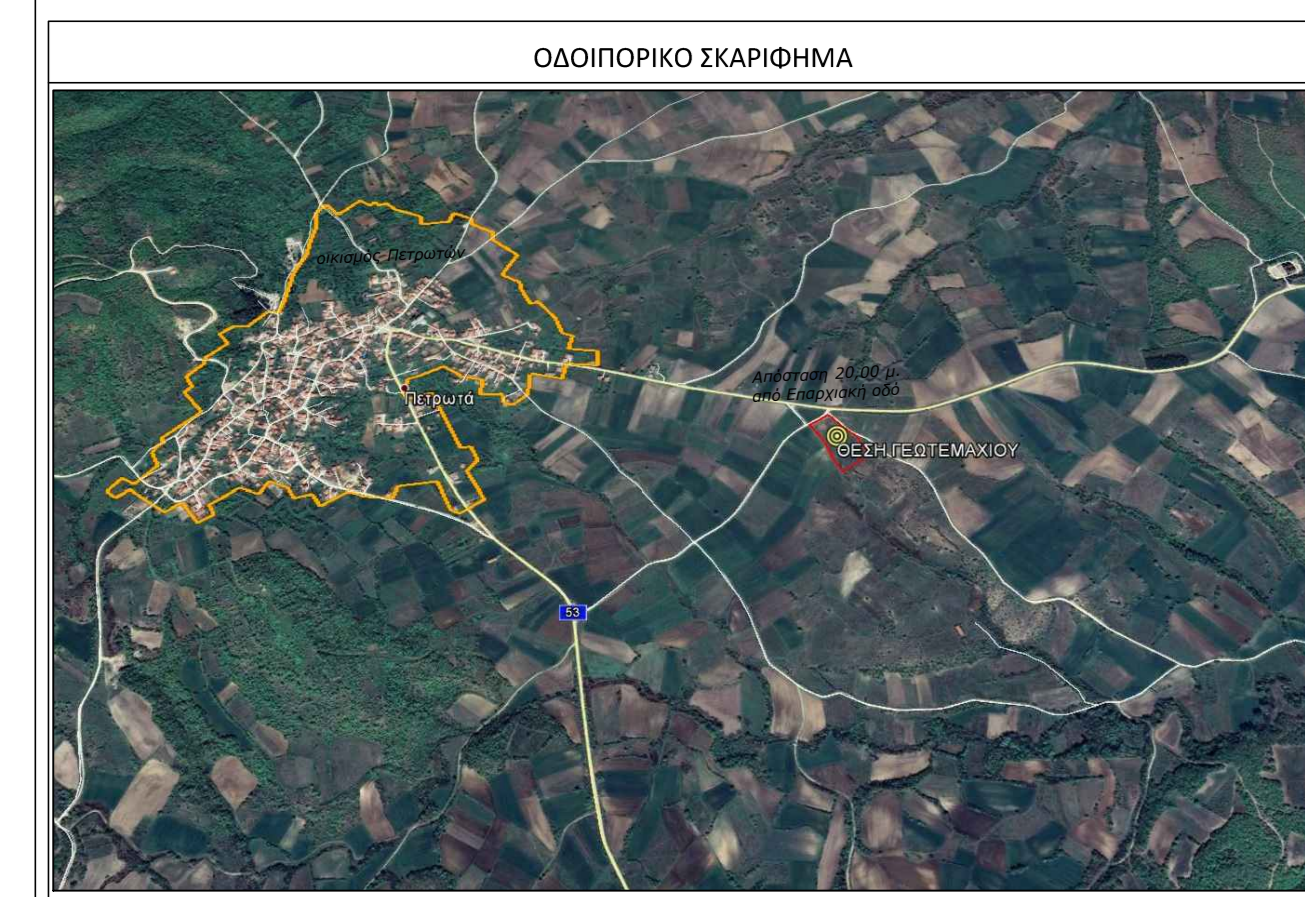 ΟΔΟΙΠΟΡΙΚΟ ΣΚΑΡΙΦΗΜΑ
οικισμός Πετρωτών
Απόσταση 20,00 μ.
από Επαρχιακή οδό
Πετρωτά
ΘΕΣΗ ΓΕΩΤΕΜΑΧΙΟΥ
53